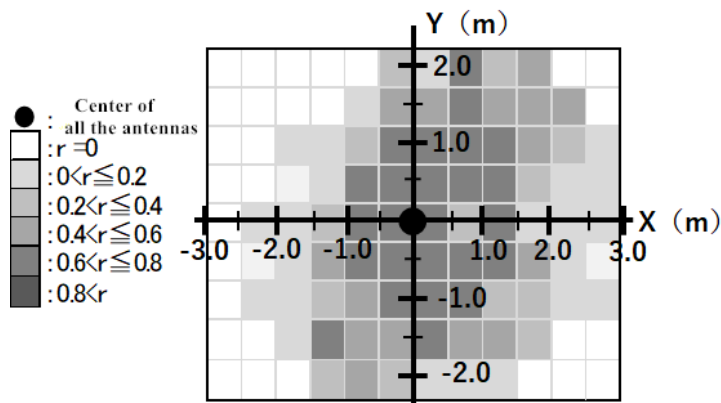 Y（m）
2.0
Center of
: all the antennas
:r =0
:0<r≦0.2
:0.2<r≦0.4
:0.4<r≦0.6
:0.6<r≦0.8
:0.8<r
1.0
X（m）
-3.0 -2.0 -1.0 1.0 2.0 3.0
-1.0
-2.0